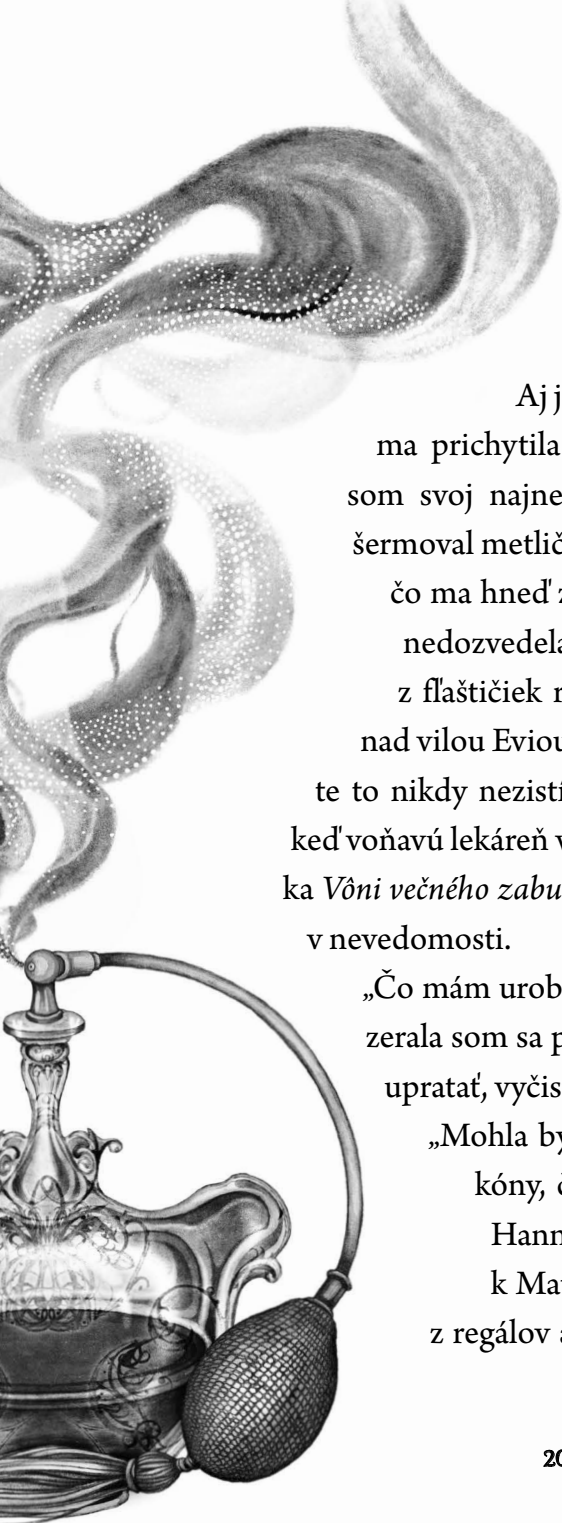 Aj j
ma prichytila
som svoj najne
šermoval metlič
čo ma hneď z
nedozvedela
z fľaštičiek
nad vilou Eviou
te to nikdy nezistí
keď voňavú lekáreň v
ka Vôni večného zabu
v nevedomosti.
„Čo mám urob
zerala som sa p
upratať, vyčis
„Mohla by
kóny, č
Hann
k Ma
z regálov a
20